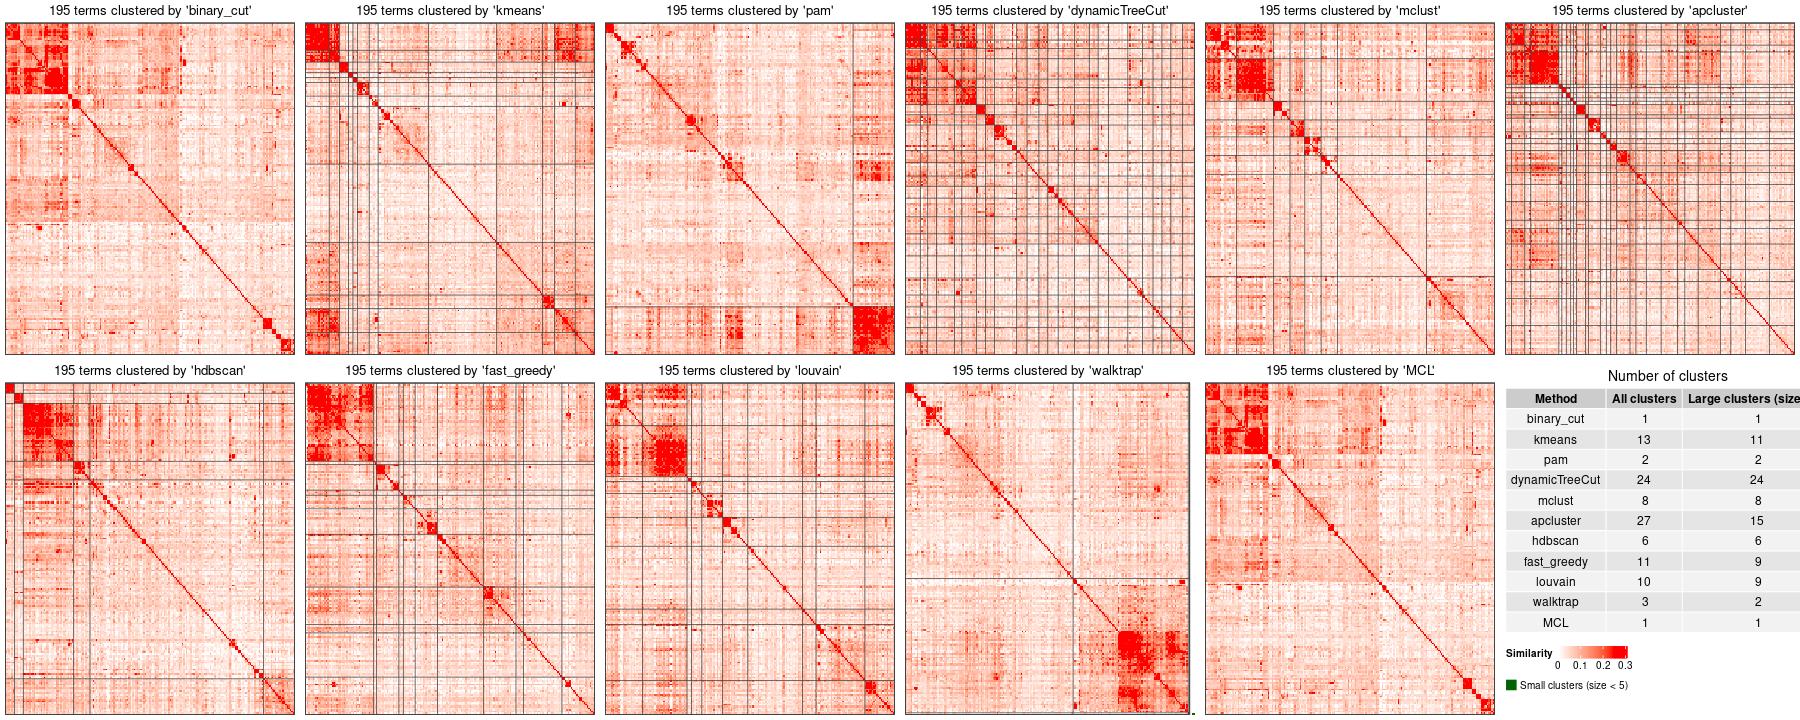 195 terms clustered by 'binary_cut'
195 terms clustered by 'kmeans'
195 terms clustered by 'pam'
195 terms clustered by 'dynamicTreeCut'
195 terms clustered by 'mclust'
195 terms clustered by 'apcluster'
195 terms clustered by 'hdbscan'
195 terms clustered by 'fast_greedy'
195 terms clustered by 'louvain'
195 terms clustered by 'walktrap'
195 terms clustered by 'MCL'
Number of clusters
Method All clusters Large clusters (size
binary_cut 1 1
kmeans 13 11
pam 2 2
dynamicTreeCut 24 24
mclust 8 8
apcluster 27 15
hdbscan 6 6
fast_greedy 11 9
louvain 10 9
walktrap 3 2
MCL 1 1
Similarity
0 0.1 0.2 0.3
Small clusters (size < 5)